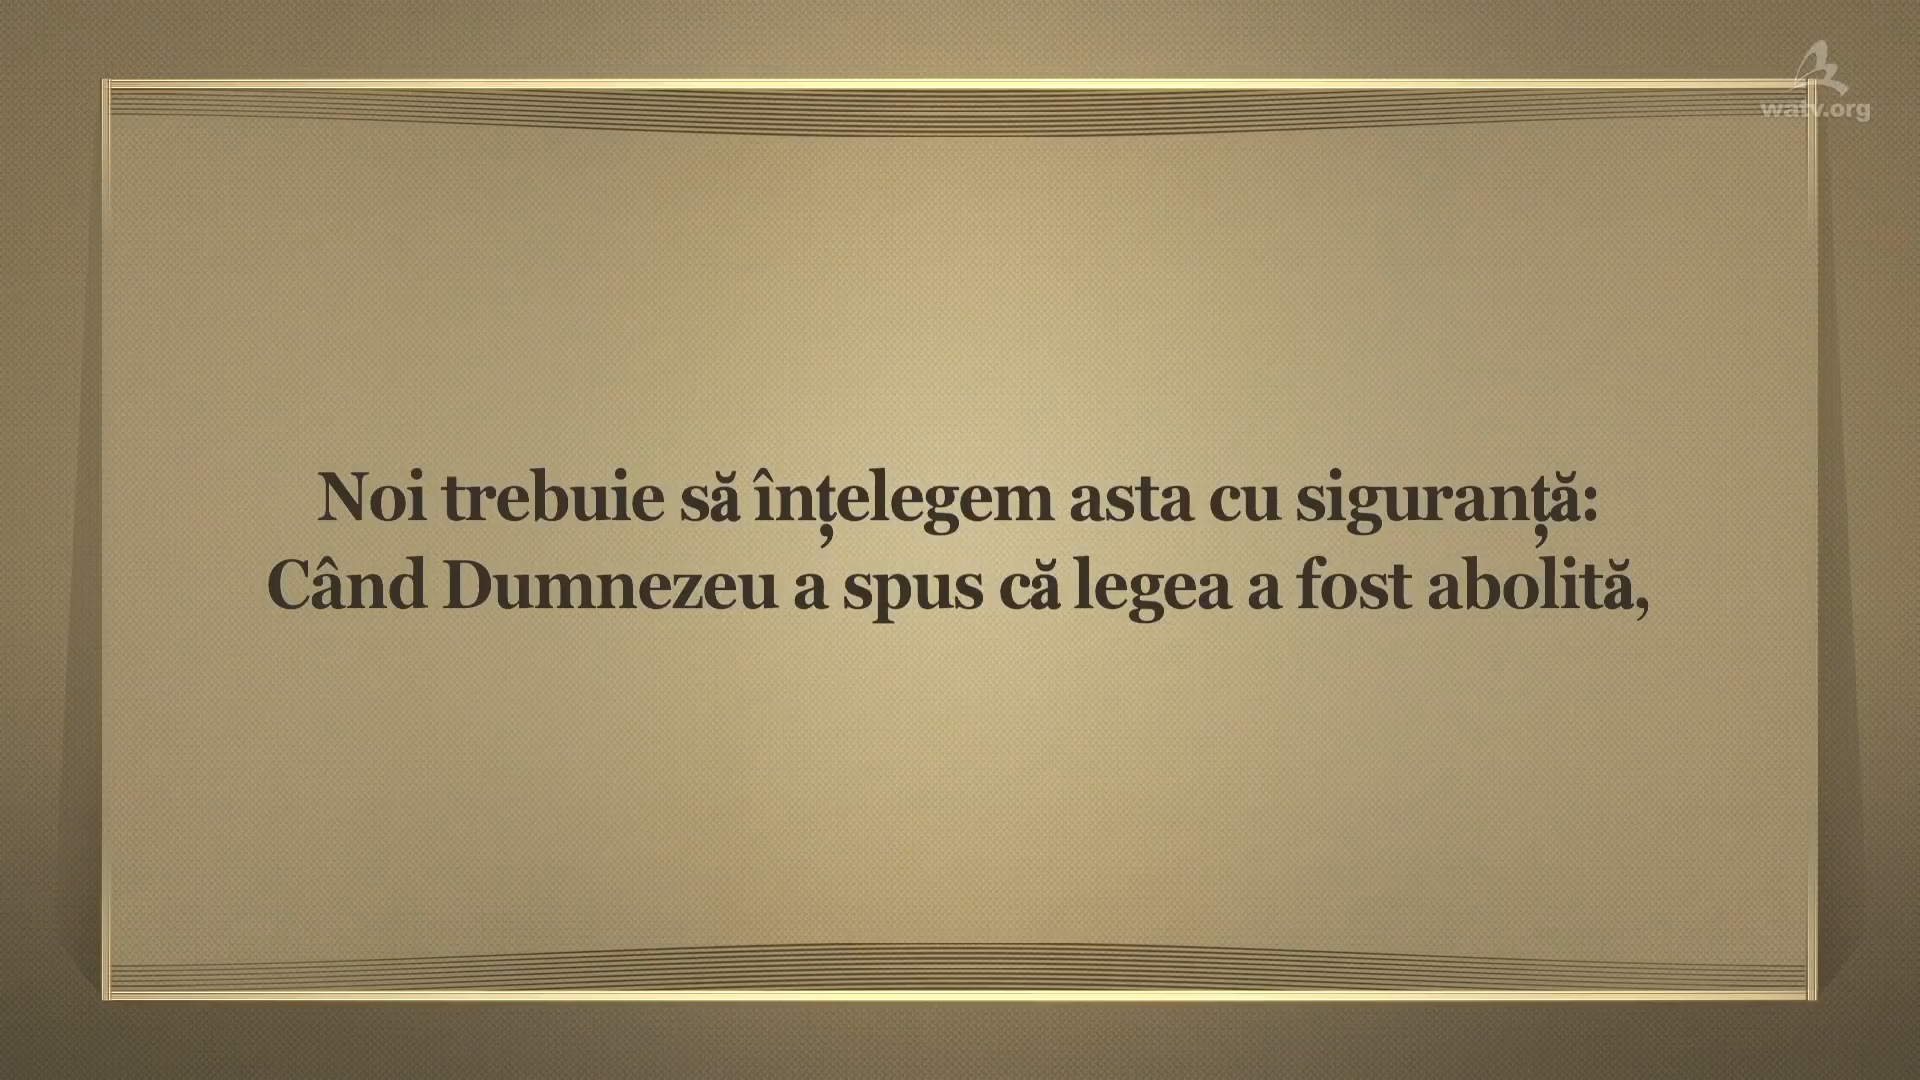 watv.org
Noi trebuie să înțelegem asta cu siguranță:
Când Dumnezeu a spus că legea a fost abolită,